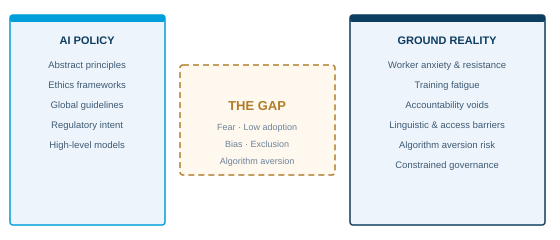 AI POLICY
Abstract principles
Ethics frameworks
Global guidelines
Regulatory intent
High-level models
THE GAP
Fear · Low adoption
Bias · Exclusion
Algorithm aversion
GROUND REALITY
Worker anxiety & resistance
Training fatigue
Accountability voids
Linguistic & access barriers
Algorithm aversion risk
Constrained governance